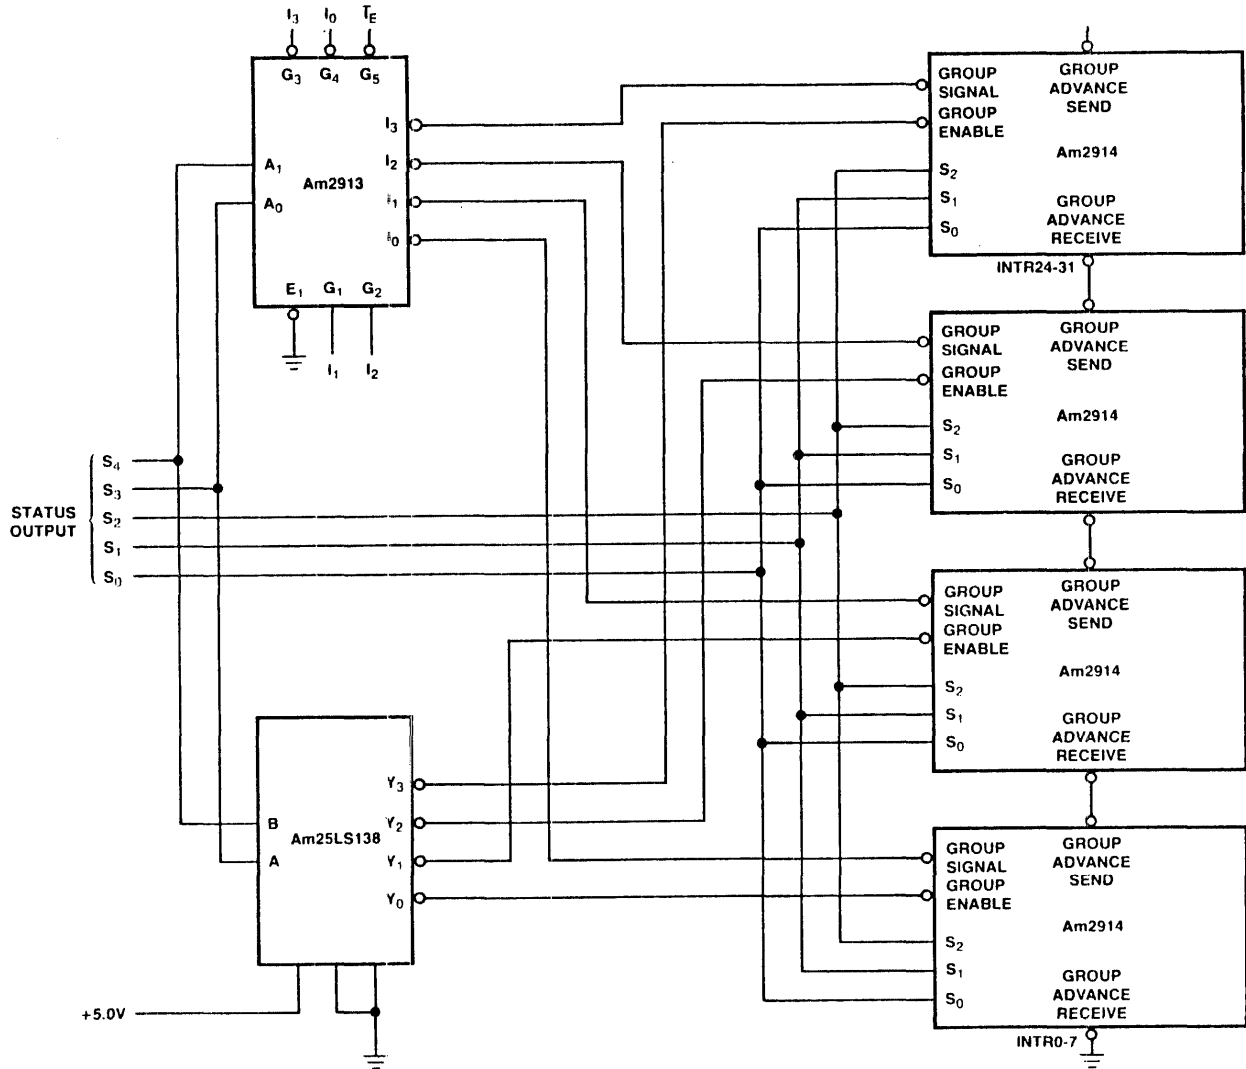 I3 I0 TE
G3 G4 G5
I3
A1 I2
Am2913
I1
A0
I0
E1 G1 G2
I1 I2
S4
S3
STATUS OUTPUT
S2
S1
S0
Y3
B Y2
Am25LS138
A Y1
Y0
+5.0V
GROUP SIGNAL
GROUP ADVANCE SEND
GROUP ENABLE
Am2914
S2
S1
GROUP ADVANCE RECEIVE
S0
INTR24-31
GROUP SIGNAL
GROUP ADVANCE SEND
GROUP ENABLE
Am2914
S2
S1
GROUP ADVANCE RECEIVE
S0
GROUP SIGNAL
GROUP ADVANCE SEND
GROUP ENABLE
Am2914
S2
S1
GROUP ADVANCE RECEIVE
S0
GROUP SIGNAL
GROUP ADVANCE SEND
GROUP ENABLE
Am2914
S2
S1
GROUP ADVANCE RECEIVE
S0
INTR0-7